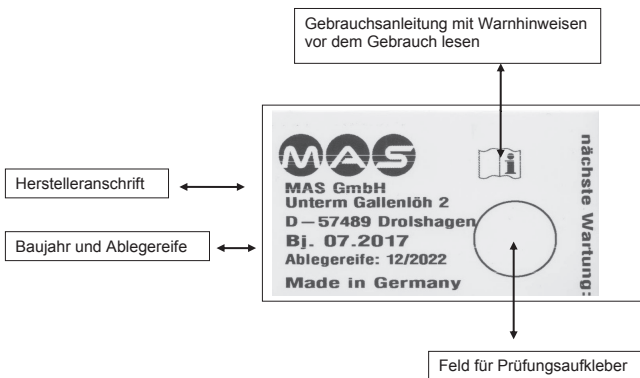 Gebrauchsanleitung mit Warnhinweisen
vor dem Gebrauch lesen
MAS
nächste Wartung:
Herstelleranschrift
MAS GmbH
Unterm Gallenlöh 2
D – 57489 Drolshagen
Baujahr und Ablegereife
Bj. 07.2017
Ablegereife: 12/2022
Made in Germany
Feld für Prüfungsaufkleber